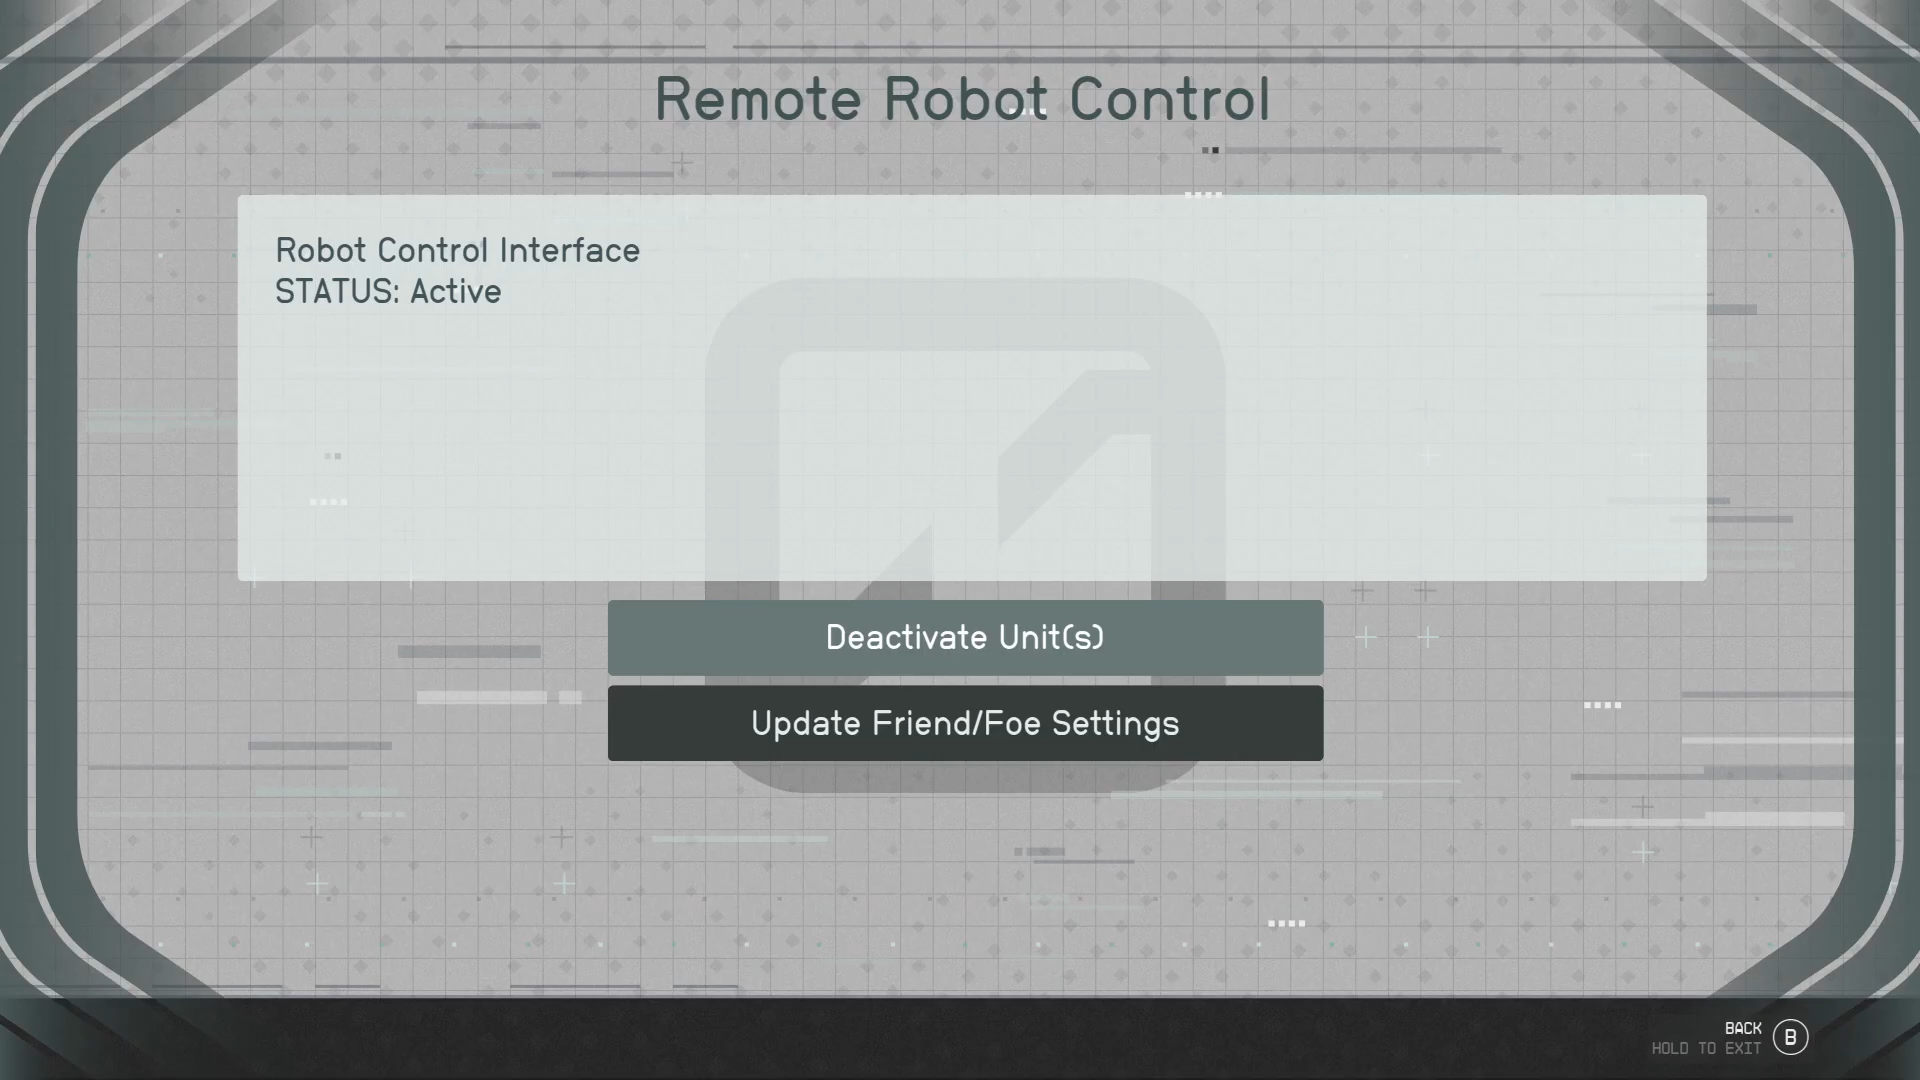 Remote Robot Control
Robot Control Interface
STATUS: Active
Deactivate Unit(s)
Update Friend/Foe Settings
BACK
HOLD TO EXIT
B